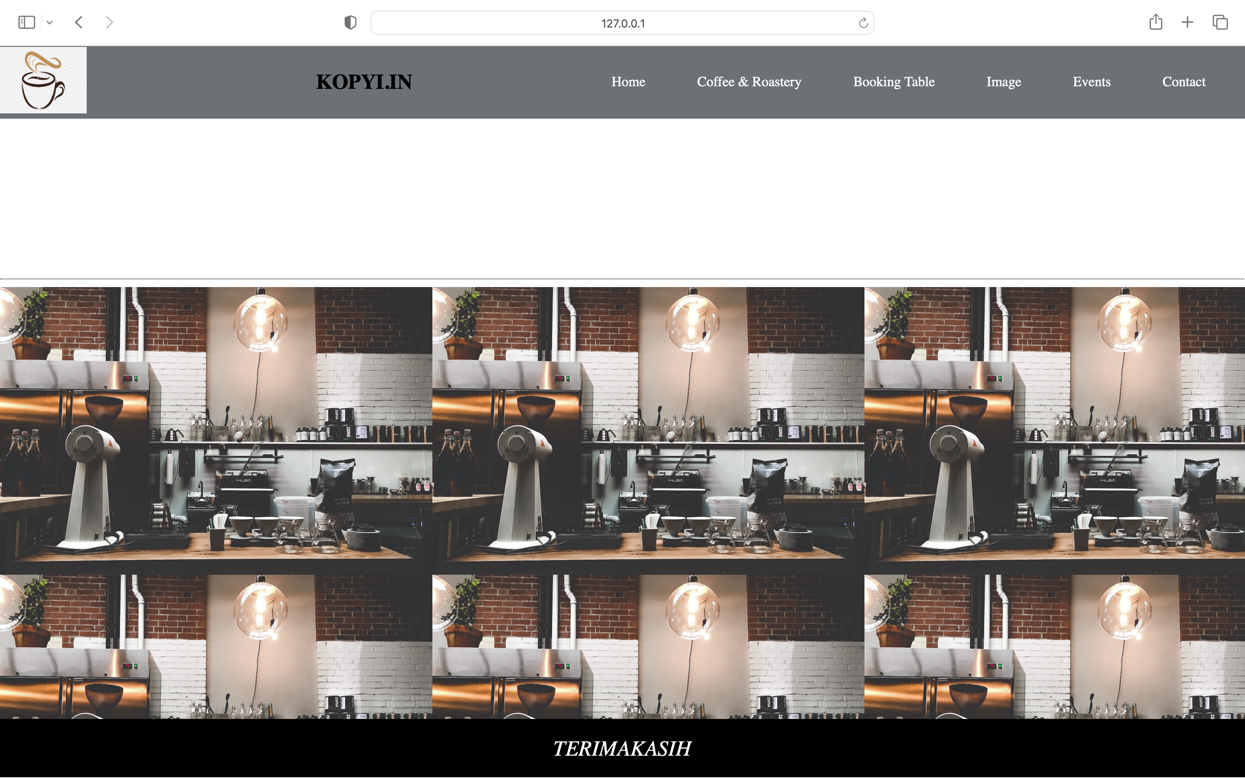 127.0.0.1
KOPYI.IN
Home
Coffee & Roastery
Booking Table
Image
Events
Contact
TERIMAKASIH